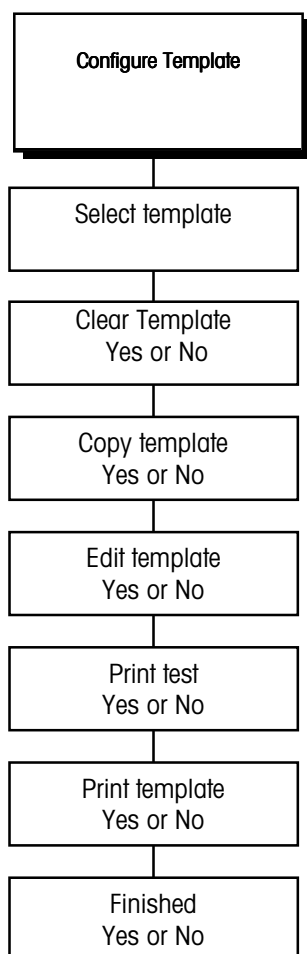 Configure Template
Select template
Clear Template
Yes or No
Copy template
Yes or No
Edit template
Yes or No
Print test
Yes or No
Print template
Yes or No
Finished
Yes or No